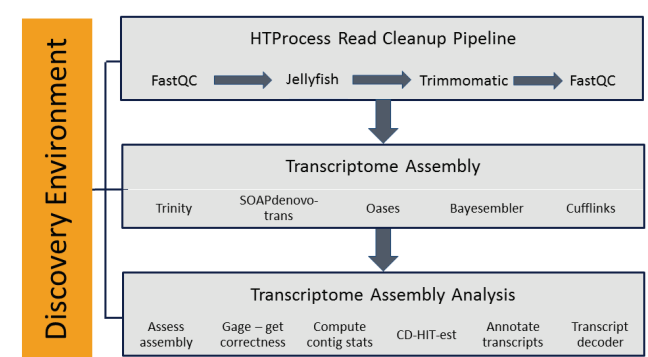 Discovery Environment
HTProcess Read Cleanup Pipeline
FastQC Jellyfish Trimmomatic FastQC
Transcriptome Assembly
Trinity
SOAPdenovo-
trans
Oases
Bayesembler
Cufflinks
Transcriptome Assembly Analysis
Assess
assembly
Gage – get
correctness
Compute
contig stats
CD-HIT-est
Annotate
transcripts
Transcript
decoder